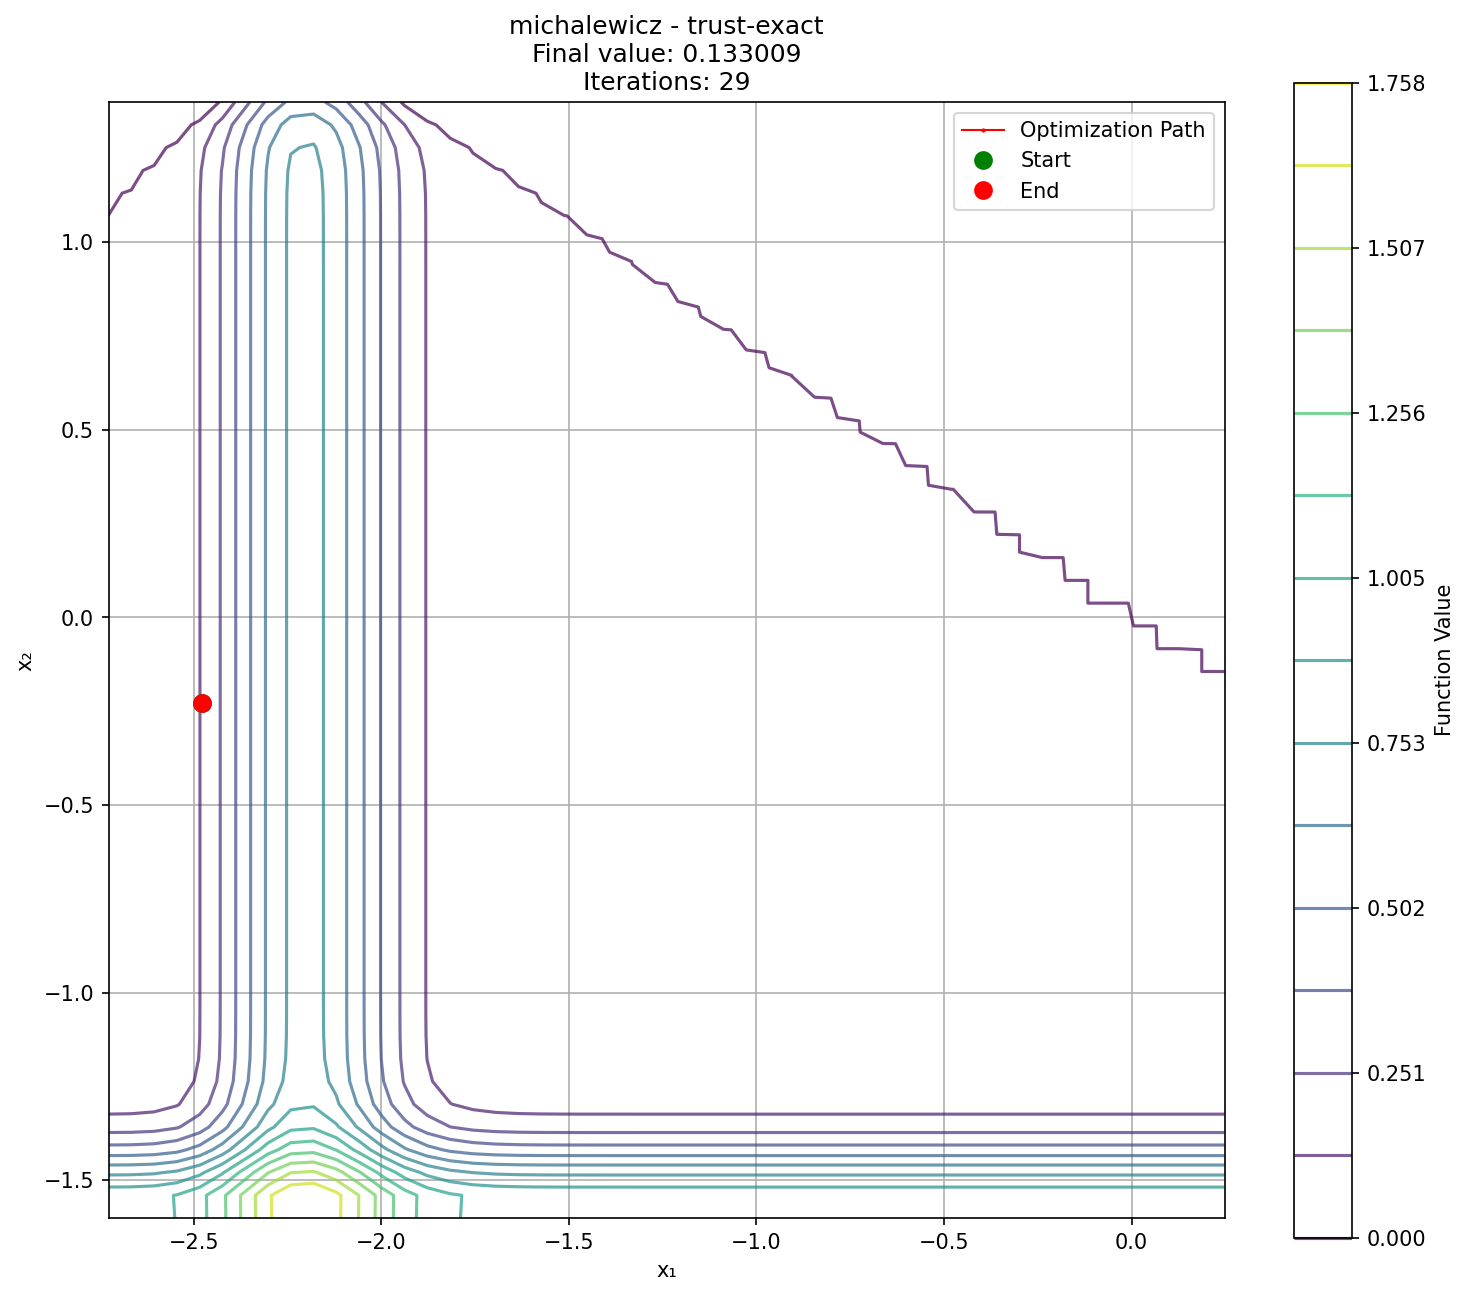 michalewicz - trust-exact
Final value: 0.133009
Iterations: 29
Optimization Path
Start
End
1.0
0.5
0.0
−0.5
−1.0
−1.5
x₂
−2.5
−2.0
−1.5
−1.0
−0.5
0.0
x₁
1.758
1.507
1.256
1.005
0.753
0.502
0.251
0.000
Function Value